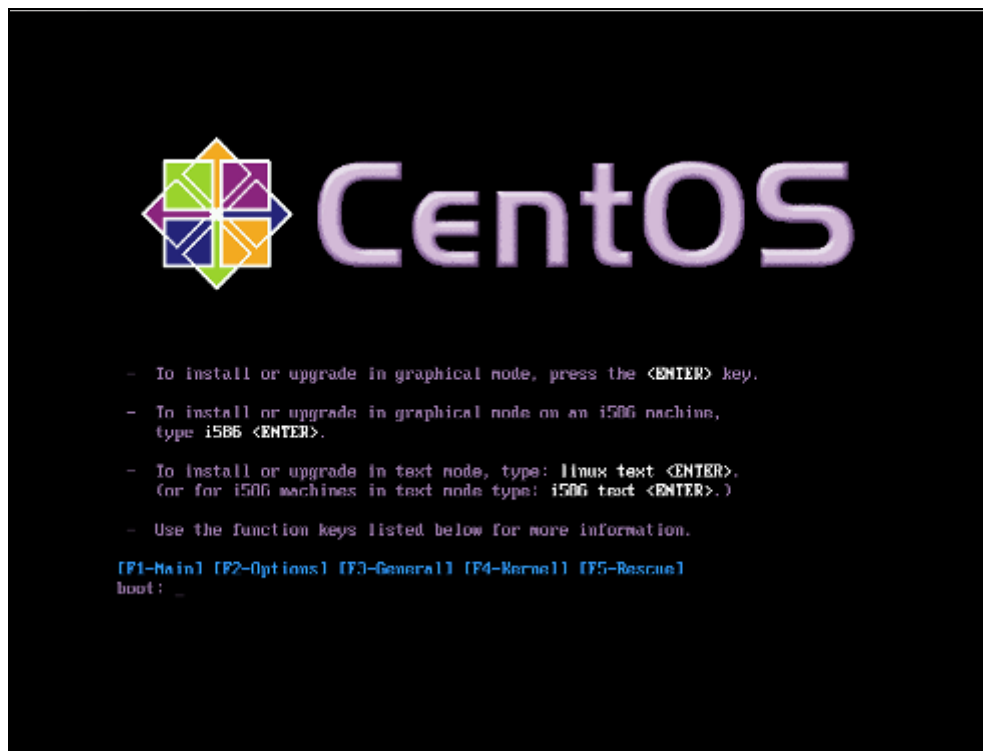 CentOS
- To install or upgrade in graphical mode, press the <ENTER> key.
- To install or upgrade in graphical mode on an i586 machine,
type i586 <ENTER>.
- To install or upgrade in text mode, type: linux text <ENTER>.
(or for i586 machines in text mode type: i586 text <ENTER>.)
- Use the function keys listed below for more information.
[F1-Main] [F2-Options] [F3-General] [F4-Kernel] [F5-Rescue]
boot: _